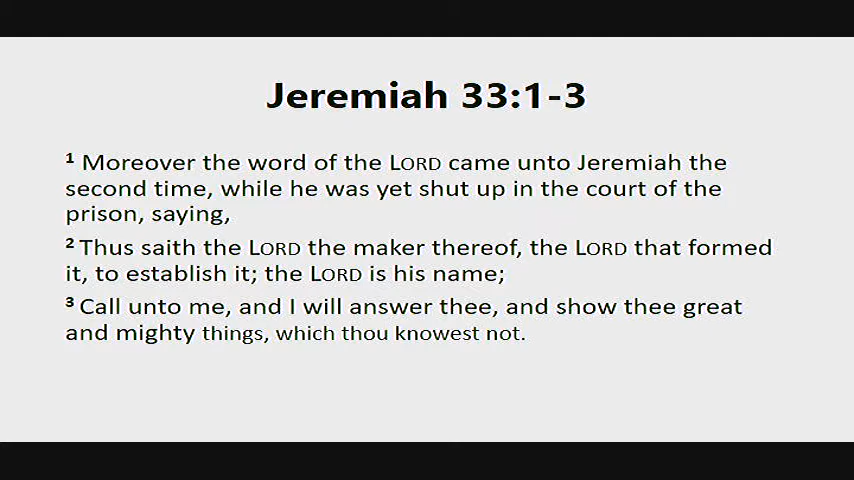 Jeremiah 33:1-3
1 Moreover the word of the LORD came unto Jeremiah the
second time, while he was yet shut up in the court of the
prison, saying,
2 Thus saith the LORD the maker thereof, the LORD that formed
it, to establish it; the LORD is his name;
3 Call unto me, and I will answer thee, and show thee great
and mighty things, which thou knowest not.